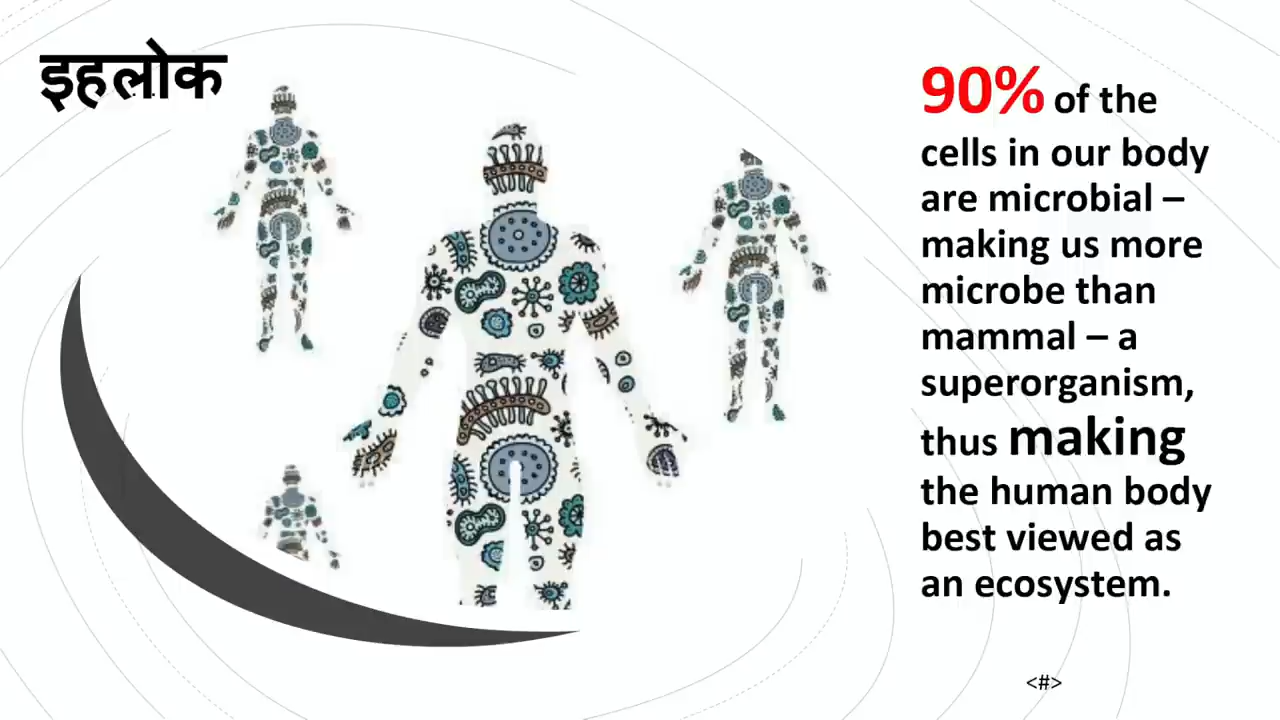 इहलोक
90% of the
cells in our body
are microbial –
making us more
microbe than
mammal – a
superorganism,
thus making
the human body
best viewed as
an ecosystem.
<#>